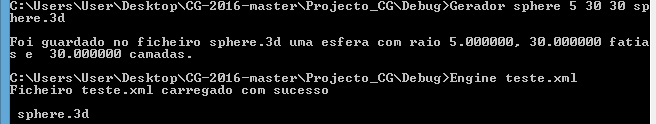 C:\Users\User\Desktop\CG-2016-master\Projecto_CG\Debug>Gerador sphere 5 30 30 sp
here.3d
Foi guardado no ficheiro sphere.3d uma esfera com raio 5.000000, 30.000000 fatia
s e  30.000000 camadas.
C:\Users\User\Desktop\CG-2016-master\Projecto_CG\Debug>Engine teste.xml
Ficheiro teste.xml carregado com sucesso
sphere.3d